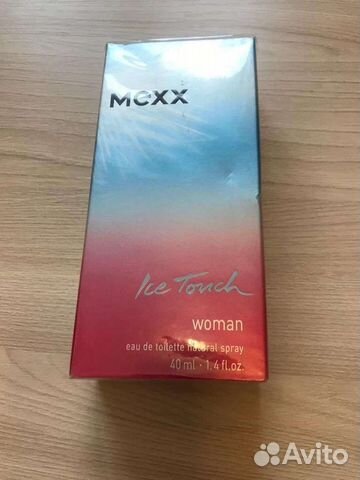 Mexx
Ice Touch
woman
eau de toilette natural spray
40 ml · 1.4 fl.oz.
Avito